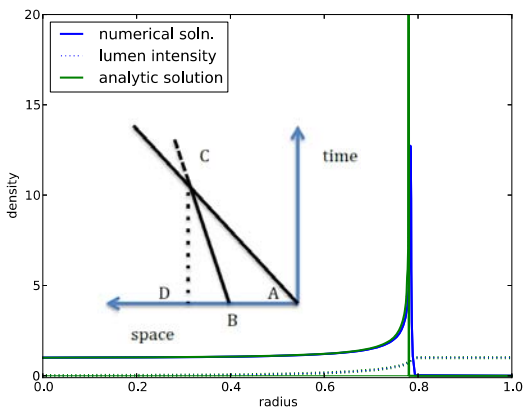 20
15
10
5
0
density
numerical soln.
lumen intensity
analytic solution
C
time
D
A
B
space
0.0 0.2 0.4 0.6 0.8 1.0
radius